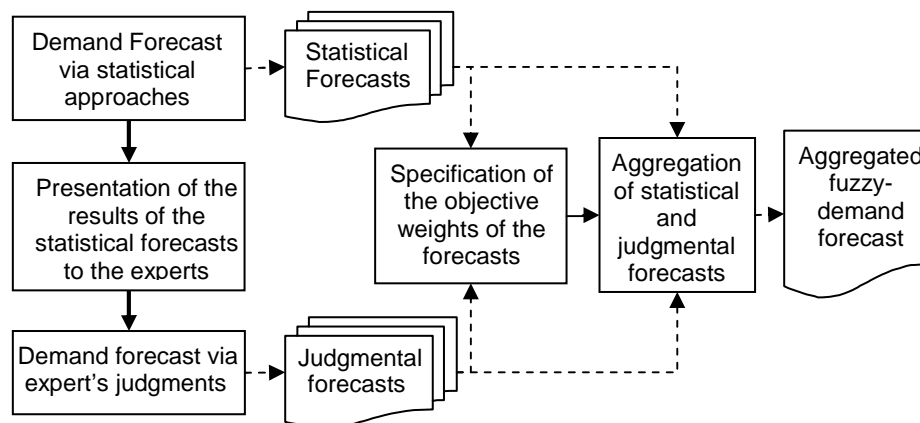 Demand Forecast
via statistical
approaches
Statistical
Forecasts
Presentation of the
results of the
statistical forecasts
to the experts
Specification of
the objective
weights of the
forecasts
Aggregation
of statistical
and
judgmental
forecasts
Aggregated
fuzzy-
demand
forecast
Demand forecast via
expert's judgments
Judgmental
forecasts